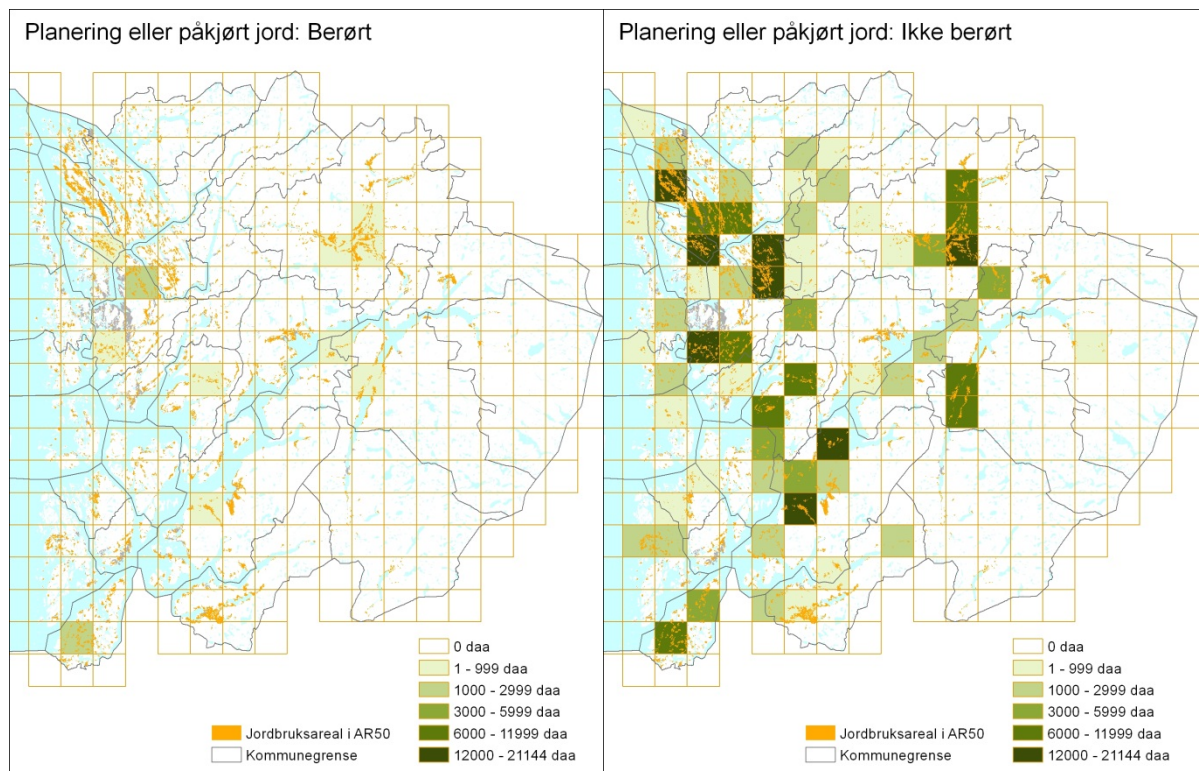 Planering eller påkjørt jord: Berørt
0 daa
1 - 999 daa
1000 - 2999 daa
3000 - 5999 daa
Jordbruksareal i AR50
6000 - 11999 daa
Kommunegrense
12000 - 21144 daa
Planering eller påkjørt jord: Ikke berørt
0 daa
1 - 999 daa
1000 - 2999 daa
3000 - 5999 daa
Jordbruksareal i AR50
6000 - 11999 daa
Kommunegrense
12000 - 21144 daa